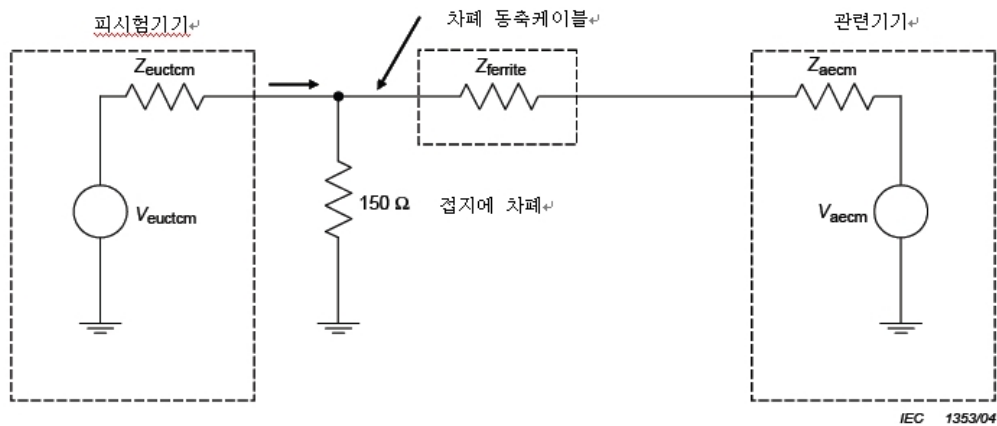 피시험기기↵
차폐 동축케이블↵
관련기기↵
Zeuctcm
Zferrite
Zaecm
Veuctcm
150 Ω
접지에 차폐↵
Vaecm
IEC 1353/04